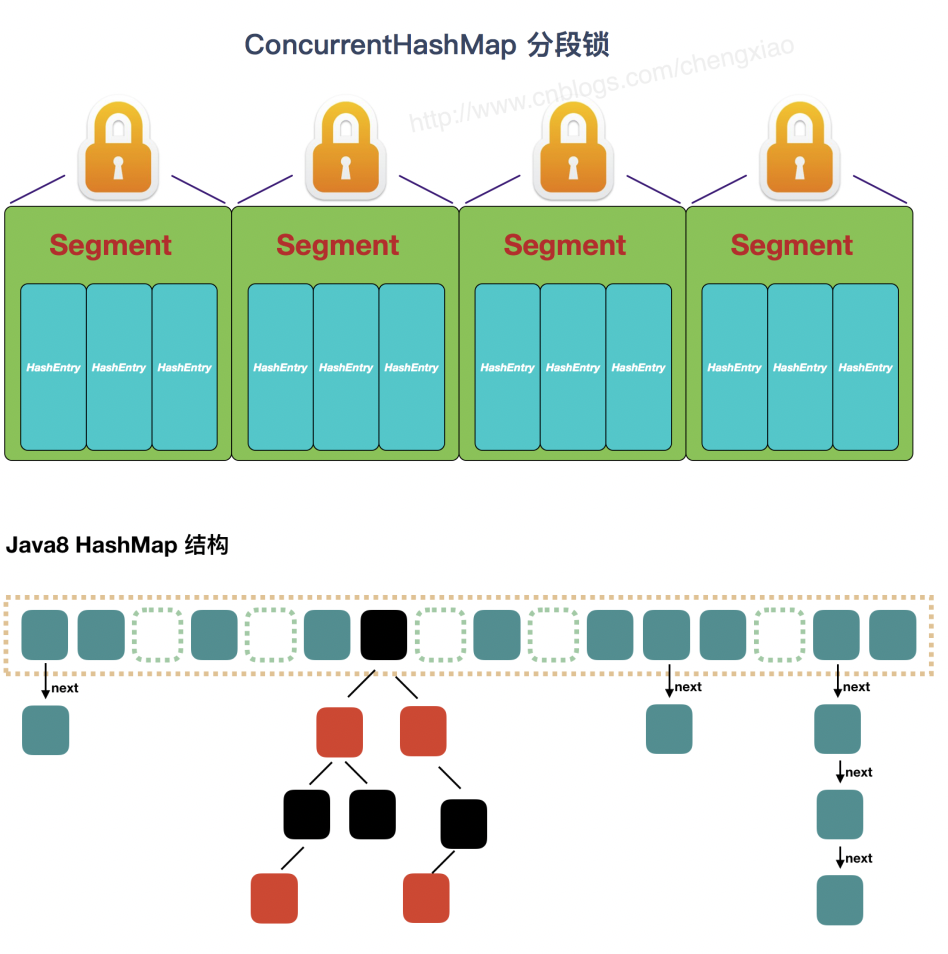 ConcurrentHashMap 分段锁
http://www.cnblogs.com/chengxiao
Segment Segment Segment Segment
HashEntry HashEntry HashEntry HashEntry HashEntry HashEntry HashEntry HashEntry HashEntry HashEntry HashEntry HashEntry
Java8 HashMap 结构
next next next
next
next